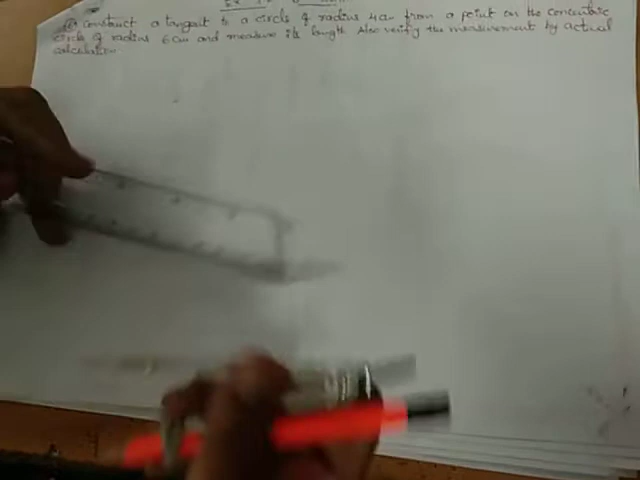 construct a tangent to a circle of radius 4cm from a point on the concentric
circle of radius 6cm and measure its length. Also verify the measurement by actual
calculation.